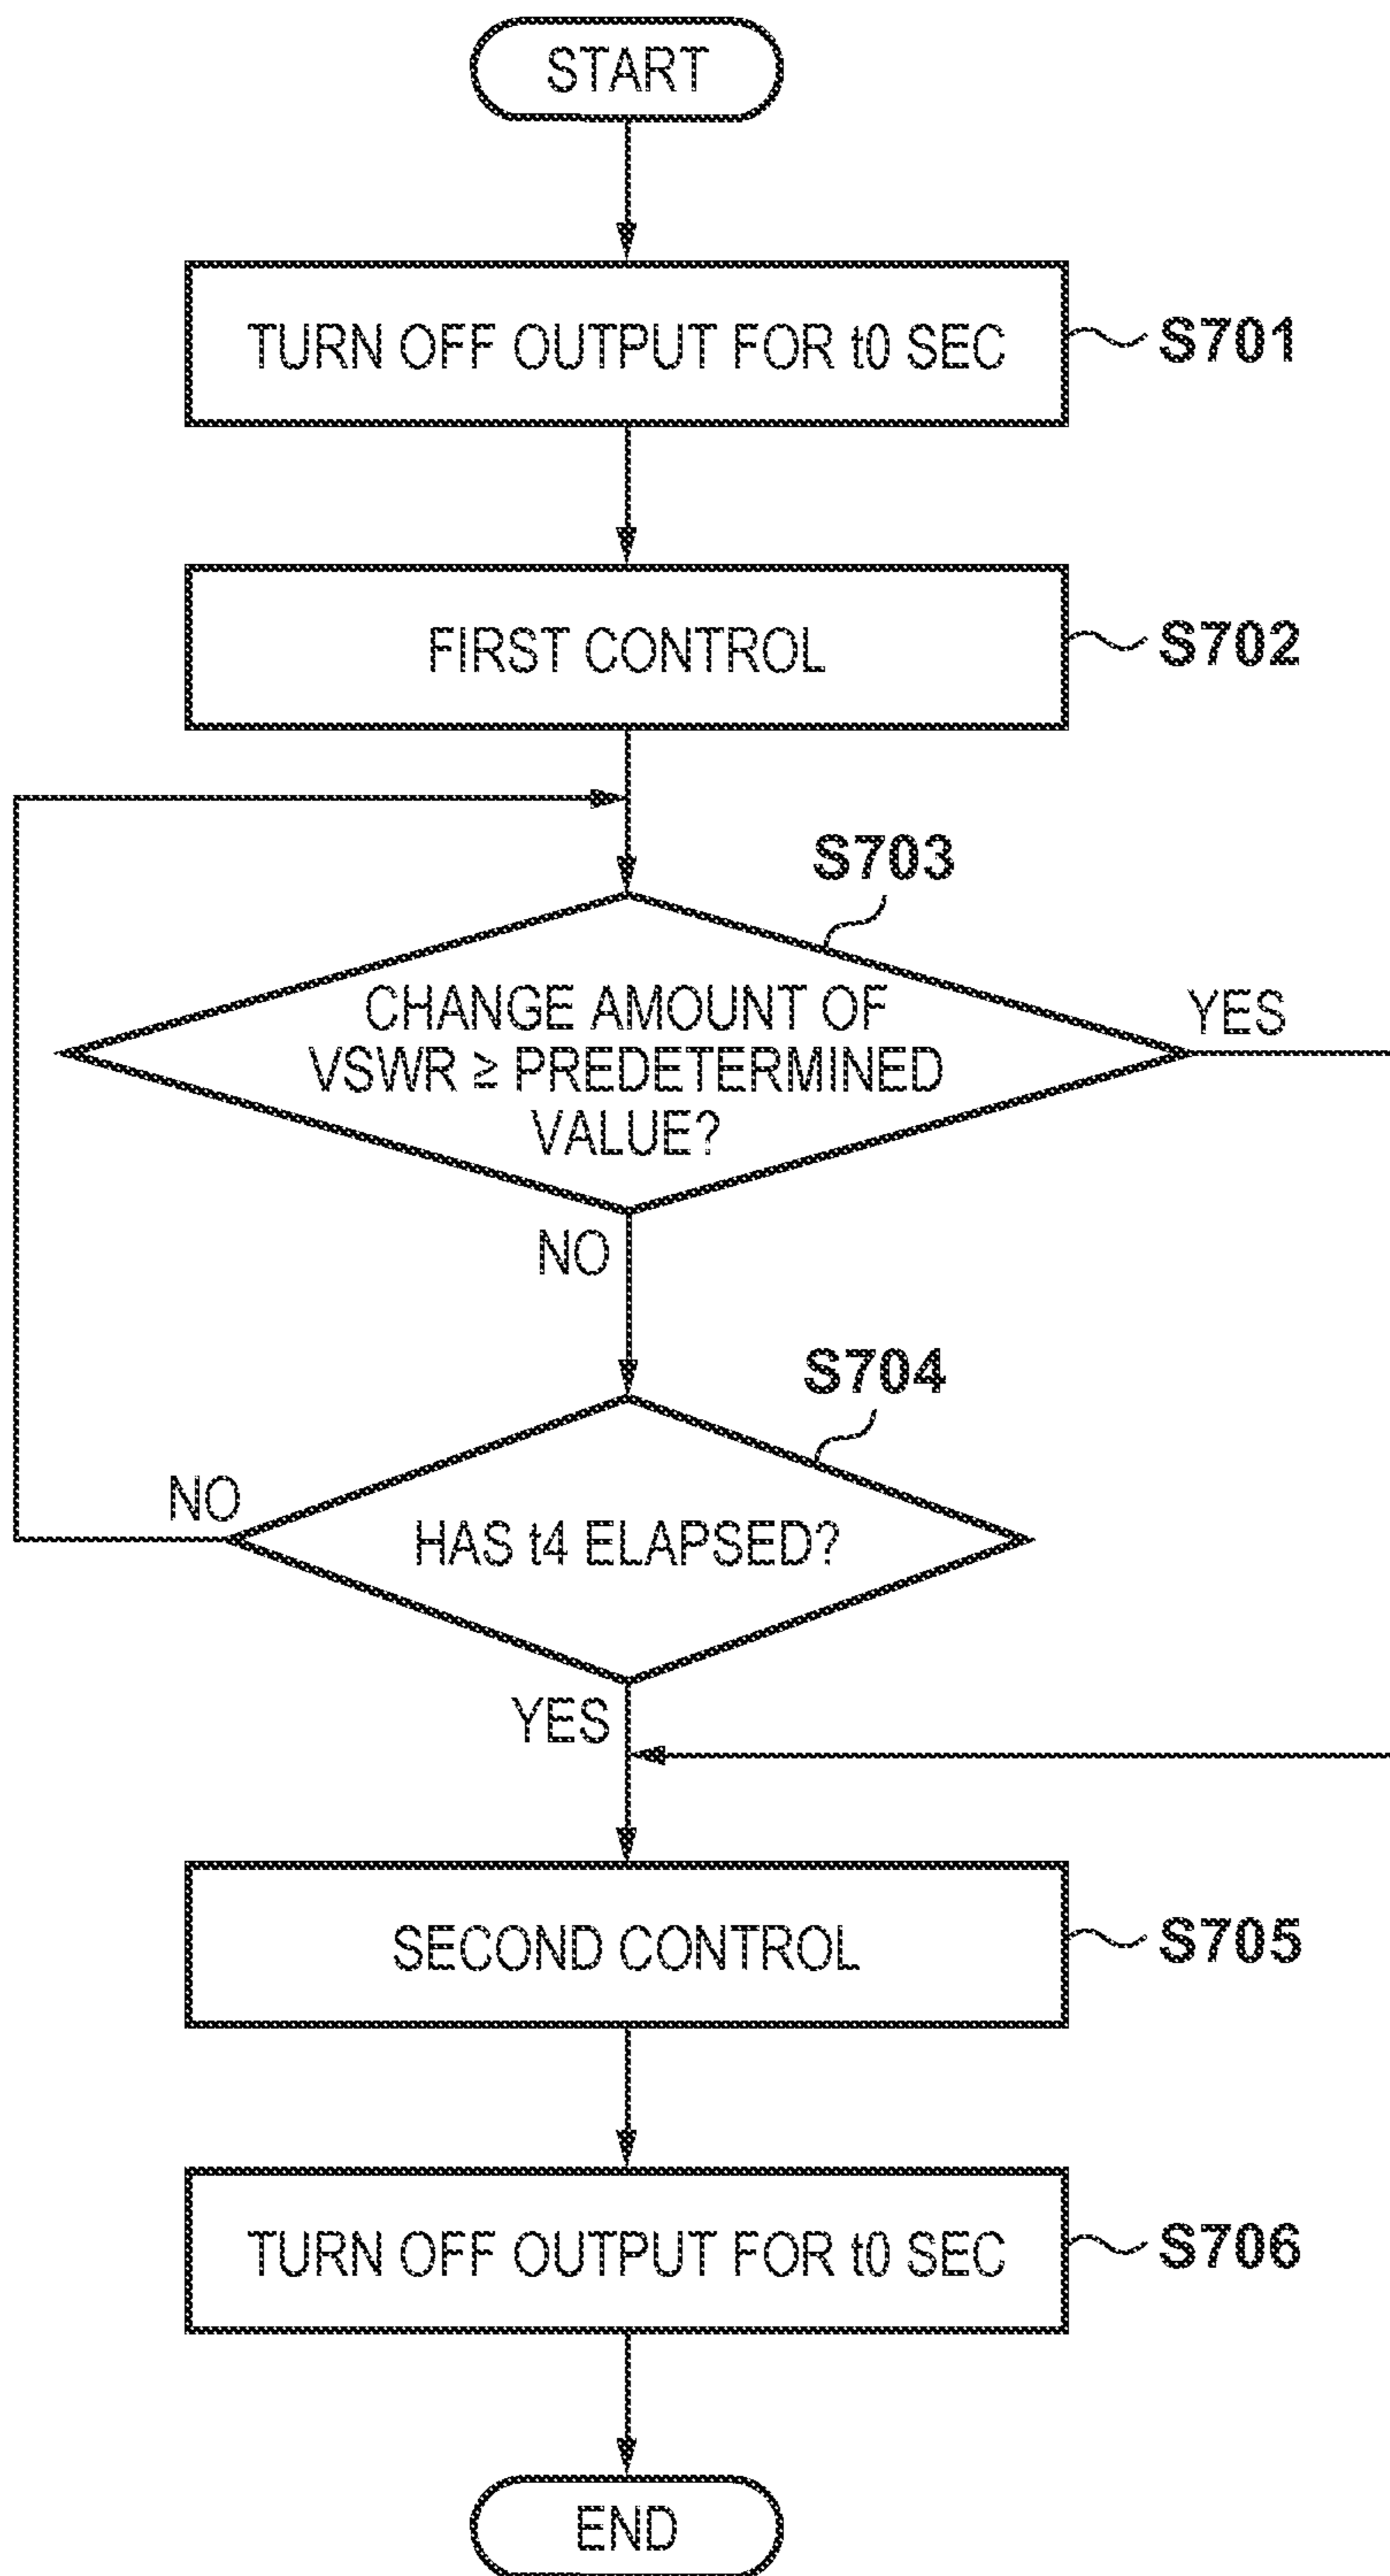 START
TURN OFF OUTPUT FOR t0 SEC
S701
FIRST CONTROL
S702
S703
CHANGE AMOUNT OF
VSWR ≥ PREDETERMINED
VALUE?
YES
NO
S704
HAS t4 ELAPSED?
NO
YES
SECOND CONTROL
S705
TURN OFF OUTPUT FOR t0 SEC
S706
END